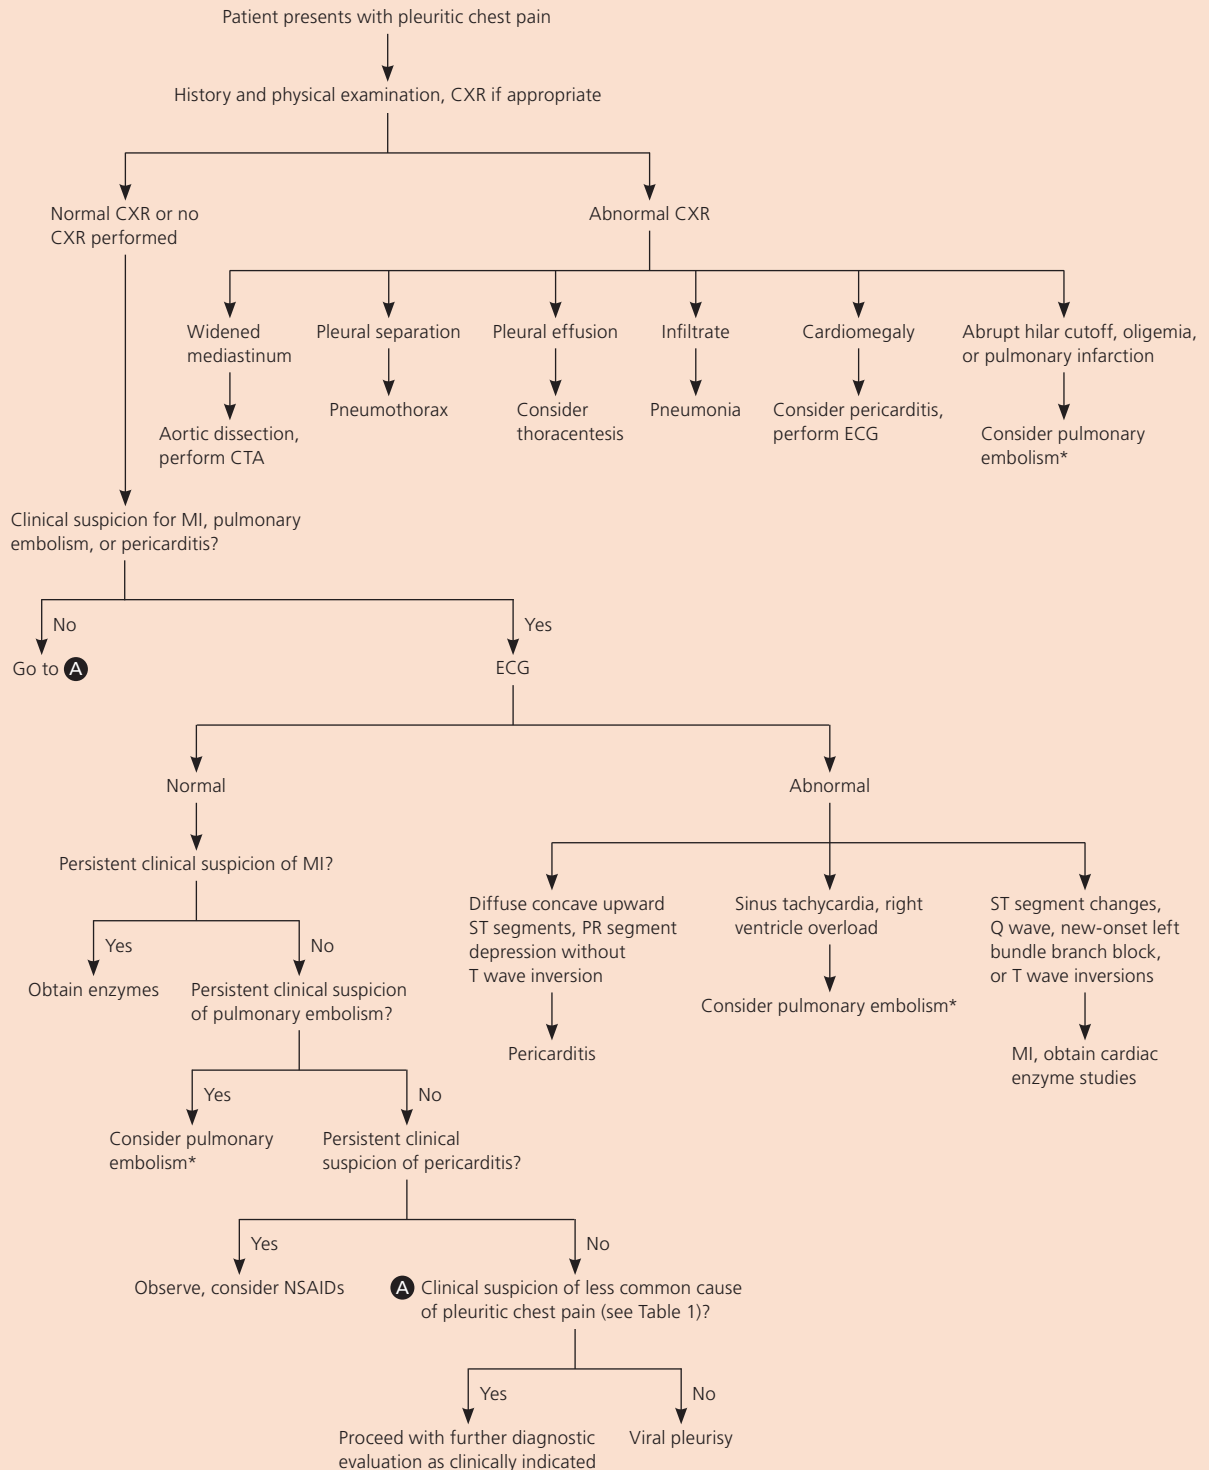 Patient presents with pleuritic chest pain
History and physical examination, CXR if appropriate
Normal CXR or no
CXR performed
Abnormal CXR
Widened
mediastinum
Pleural separation
Pleural effusion
Infiltrate
Cardiomegaly
Abrupt hilar cutoff, oligemia,
or pulmonary infarction
Aortic dissection,
perform CTA
Pneumothorax
Consider
thoracentesis
Pneumonia
Consider pericarditis,
perform ECG
Consider pulmonary
embolism*
Clinical suspicion for MI, pulmonary
embolism, or pericarditis?
No
Yes
Go to A
ECG
Normal
Abnormal
Persistent clinical suspicion of MI?
Diffuse concave upward
ST segments, PR segment
depression without
T wave inversion
Sinus tachycardia, right
ventricle overload
ST segment changes,
Q wave, new-onset left
bundle branch block,
or T wave inversions
Yes
No
Obtain enzymes
Persistent clinical suspicion
of pulmonary embolism?
Consider pulmonary embolism*
Pericarditis
MI, obtain cardiac
enzyme studies
Yes
No
Consider pulmonary
embolism*
Persistent clinical
suspicion of pericarditis?
Yes
No
Observe, consider NSAIDs
A Clinical suspicion of less common cause
of pleuritic chest pain (see Table 1)?
Yes
No
Proceed with further diagnostic
evaluation as clinically indicated
Viral pleurisy